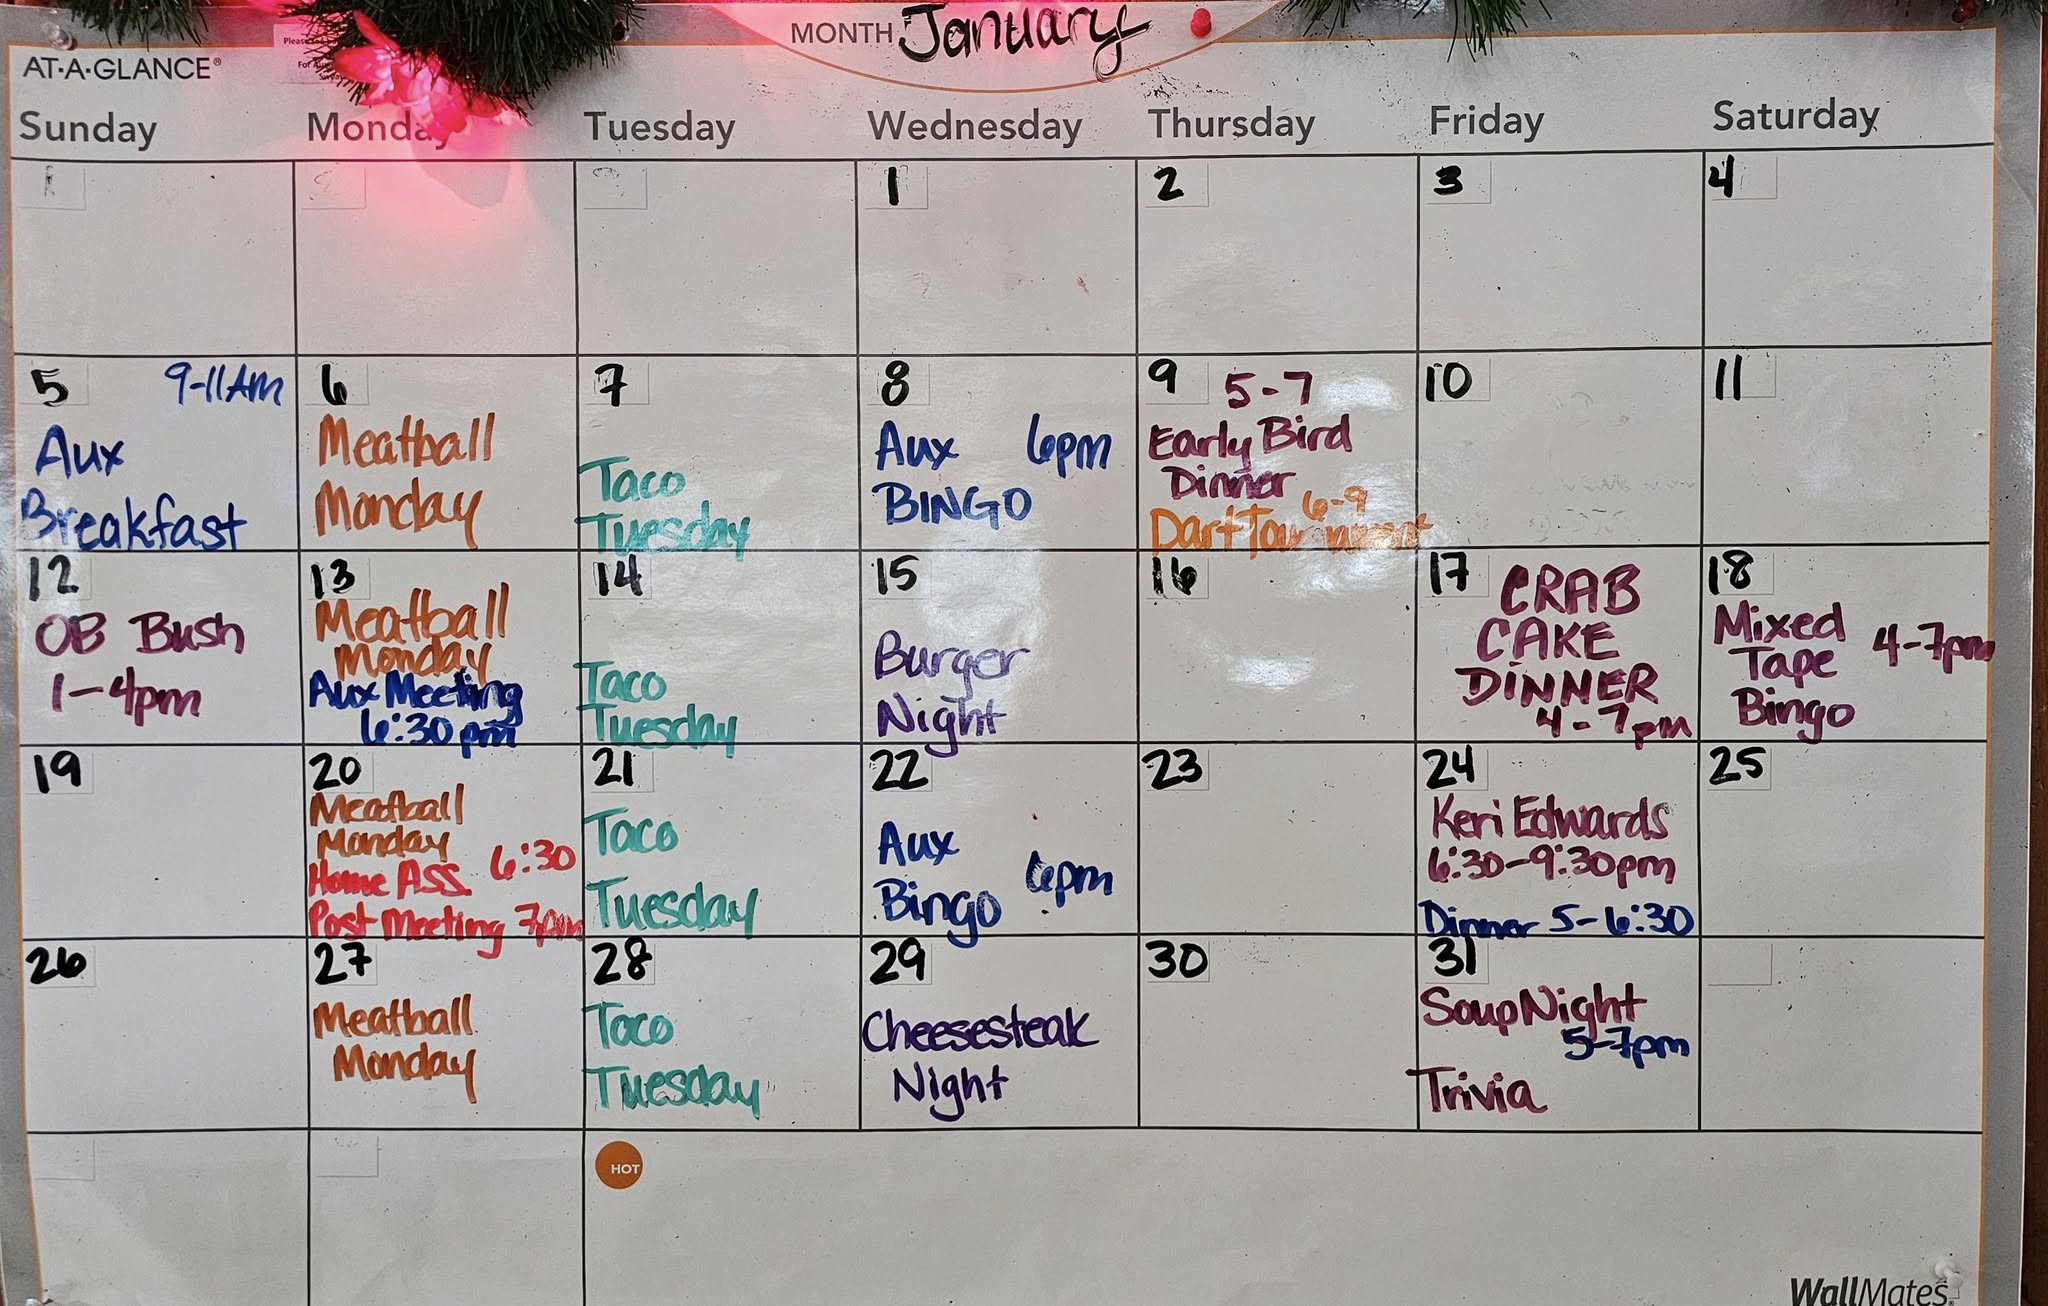 MONTH January
AT-A-GLANCE®
Sunday Monday Tuesday Wednesday Thursday Friday Saturday
1 2 3 4
5 9-11AM
Aux
Breakfast
6
Meatball
Monday
7
Taco
Tuesday
8
Aux 6pm
BINGO
9 5-7
Early Bird
Dinner
6-9
Dart Tournament
10
11
12
OB Bush
1-4pm
13
Meatball
Monday
Aux Meeting
6:30 pm
14
Taco
Tuesday
15
Burger
Night
16
17 CRAB
CAKE
DINNER
4-7pm
18
Mixed
Tape 4-7pm
Bingo
19
20
Meatball
Monday
Home Ass. 6:30
Post Meeting 7pm
21
Taco
Tuesday
22
Aux
Bingo 6pm
23
24
Keri Edwards
6:30-9:30pm
Dinner 5-6:30
25
26
27
Meatball
Monday
28
Taco
Tuesday
29
Cheesesteak
Night
30
31
Soup Night
5-7pm
Trivia
HOT
WallMates®